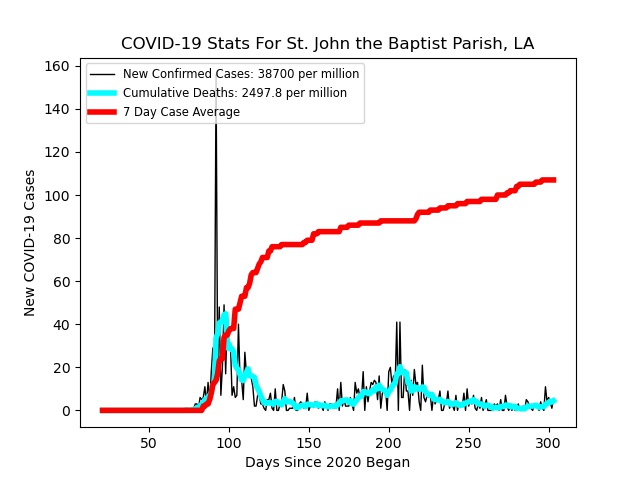 COVID-19 Stats For St. John the Baptist Parish, LA
New Confirmed Cases: 38700 per million
Cumulative Deaths: 2497.8 per million
7 Day Case Average
New COVID-19 Cases
160
140
120
100
80
60
40
20
0
50
100
150
200
250
300
Days Since 2020 Began